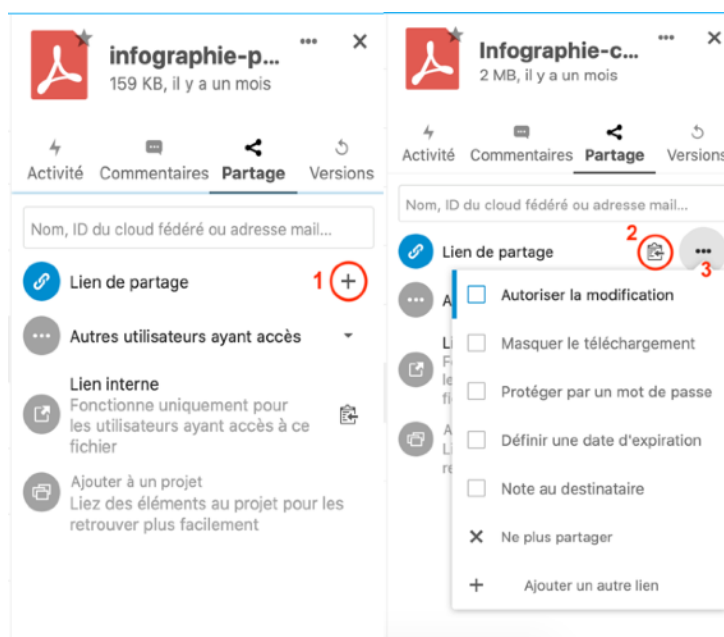 infographie-p...
159 KB, il y a un mois
Activité Commentaires Partage Versions
Nom, ID du cloud fédéré ou adresse mail...
Lien de partage 1
Autres utilisateurs ayant accès
Lien interne
Fonctionne uniquement pour
les utilisateurs ayant accès à ce
fichier
Ajouter à un projet
Liez des éléments au projet pour les
retrouver plus facilement
Infographie-c...
2 MB, il y a un mois
Activité Commentaires Partage Versions
Nom, ID du cloud fédéré ou adresse mail...
Lien de partage 2
3
Autoriser la modification
Masquer le téléchargement
Protéger par un mot de passe
Définir une date d'expiration
Note au destinataire
Ne plus partager
Ajouter un autre lien